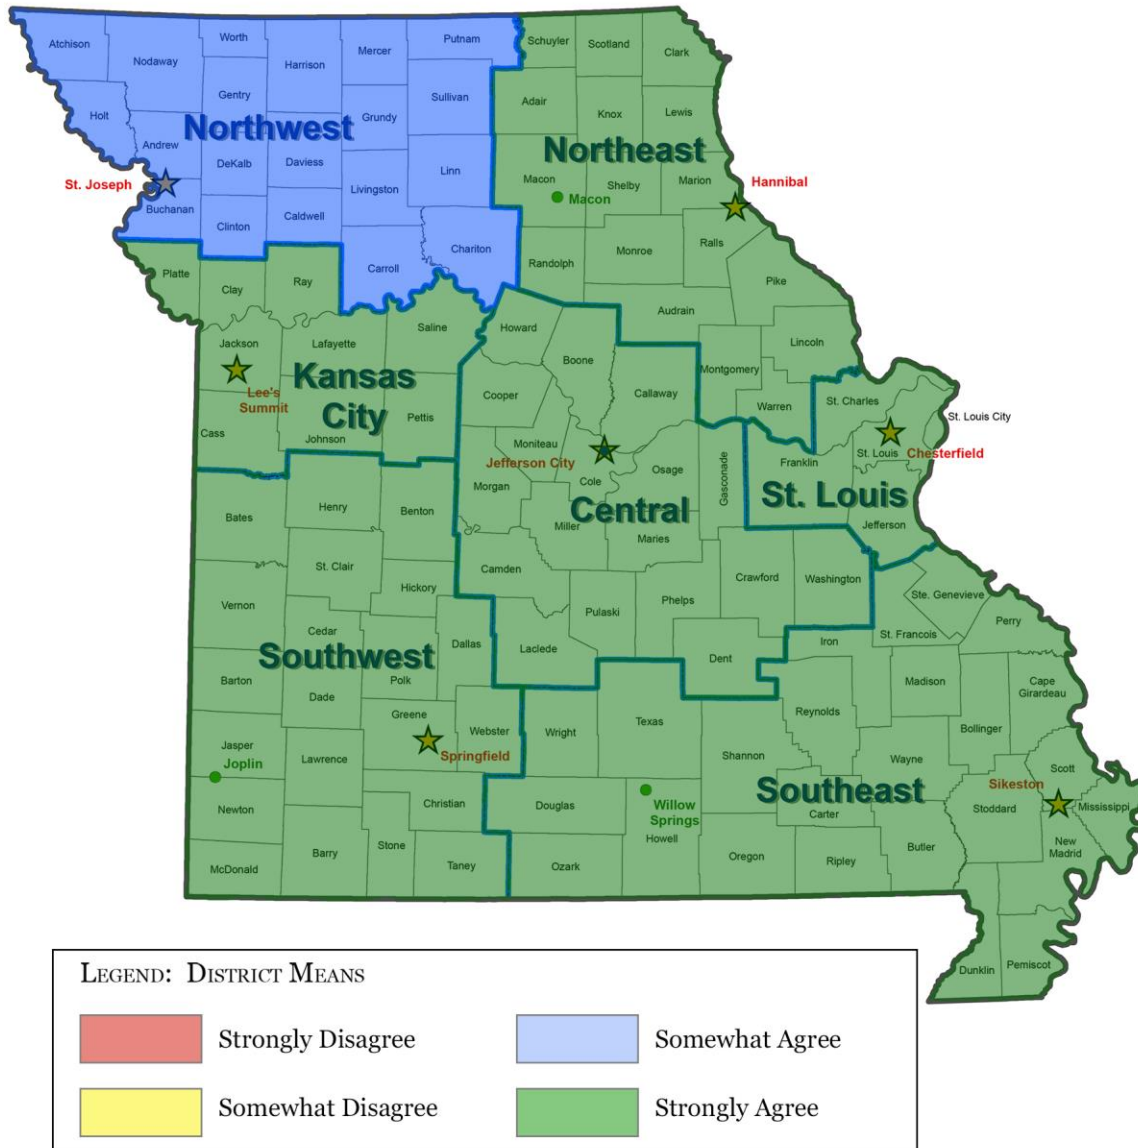 Atchison
Nodaway
Worth
Harrison
Mercer
Putnam
Schuyler
Scotland
Clark
Gentry
Sullivan
Adair
Knox
Lewis
Holt
Andrew
Northwest
Grundy
DeKalb
Daviess
Linn
Northeast
St. Joseph
Livingston
Macon
Macon
Shelby
Marion
Hannibal
Buchanan
Clinton
Caldwell
Chariton
Carroll
Randolph
Monroe
Ralls
Platte
Clay
Ray
Pike
Saline
Howard
Audrain
Jackson
Lafayette
Boone
Lincoln
Lee's
Summit
Kansas
City
Cooper
Callaway
Montgomery
Warren
St. Charles
St. Louis City
Cass
Johnson
Pettis
Moniteau
Jefferson City
Cole
Osage
Gasconade
Franklin
St. Louis
Chesterfield
Morgan
Central
St. Louis
Bates
Henry
Benton
Miller
Maries
Jefferson
St. Clair
Hickory
Camden
Pulaski
Phelps
Crawford
Washington
Ste. Genevieve
Vernon
Cedar
Dallas
Laclede
Dent
Iron
St. Francois
Perry
Southwest
Polk
Barton
Dade
Greene
Webster
Wright
Texas
Reynolds
Madison
Cape
Girardeau
Bollinger
Jasper
Joplin
Lawrence
Springfield
Shannon
Wayne
Scott
Newton
Christian
Douglas
Willow
Springs
Howell
Southeast
Carter
Sikeston
Stoddard
Mississippi
McDonald
Barry
Stone
Taney
Ozark
Oregon
Ripley
Butler
New
Madrid
Dunklin
Pemiscot
LEGEND: DISTRICT MEANS
Strongly Disagree
Somewhat Agree
Somewhat Disagree
Strongly Agree